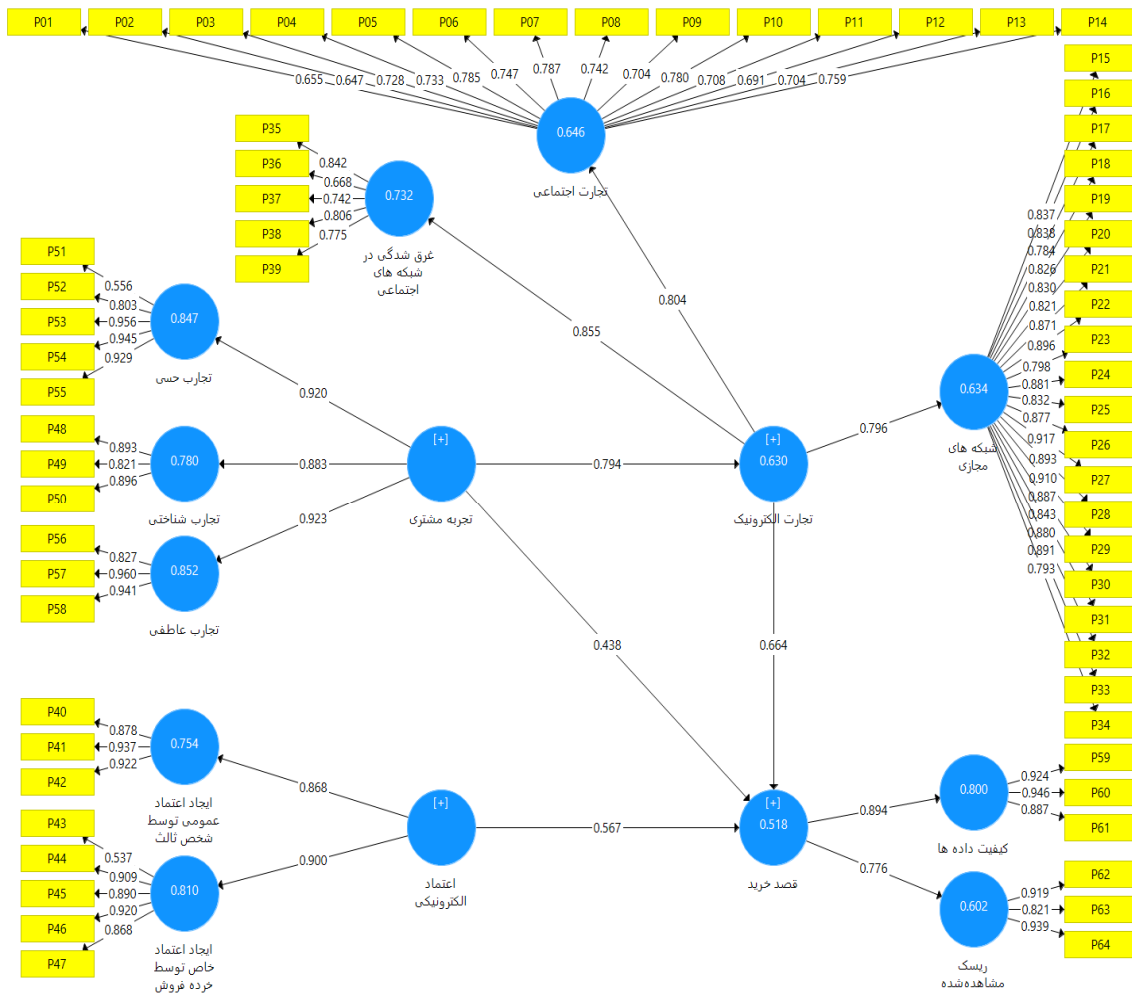 P01 P02 P03 P04 P05 P06 P07 P08 P09 P10 P11 P12 P13 P14
0.655 0.647 0.728 0.733 0.785 0.747 0.787 0.742 0.704 0.780 0.708 0.691 0.704 0.759
0.646
تجارت اجتماعی
P35
P36
P37
P38
P39
0.842
0.668
0.742
0.806
0.775
0.732
غرق شدگی در
شبکه های
اجتماعی
0.804
0.855
P15
P16
P17
P18
P19
P20
P21
P22
P23
P24
P25
P26
P27
P28
P29
P30
P31
P32
P33
P34
0.837
0.838
0.784
0.826
0.830
0.821
0.871
0.896
0.798
0.881
0.832
0.877
0.917
0.893
0.910
0.887
0.843
0.880
0.891
0.793
0.634
شبکه های
مجازی
0.796
P51
P52
P53
P54
P55
0.556
0.803
0.956
0.945
0.929
0.847
تجارب حسی
0.920
P48
P49
P50
0.893
0.821
0.896
0.780
تجارب شناختی
0.883
[+]
تجربه مشتری
0.794
[+]
0.630
تجارت الکترونیک
P56
P57
P58
0.827
0.960
0.941
0.852
تجارب عاطفی
0.923
0.438
0.664
P40
P41
P42
0.878
0.937
0.922
0.754
ایجاد اعتماد
عمومی توسط
شخص ثالث
0.868
P43
P44
P45
P46
P47
0.537
0.909
0.890
0.920
0.868
0.810
ایجاد اعتماد
خاص توسط
خرده فروش
0.900
[+]
اعتماد
الکترونیکی
0.567
[+]
0.518
قصد خرید
0.894
0.776
P59
P60
P61
0.924
0.946
0.887
0.800
کیفیت داده ها
P62
P63
P64
0.919
0.821
0.939
0.602
ریسک
مشاهده‌شده